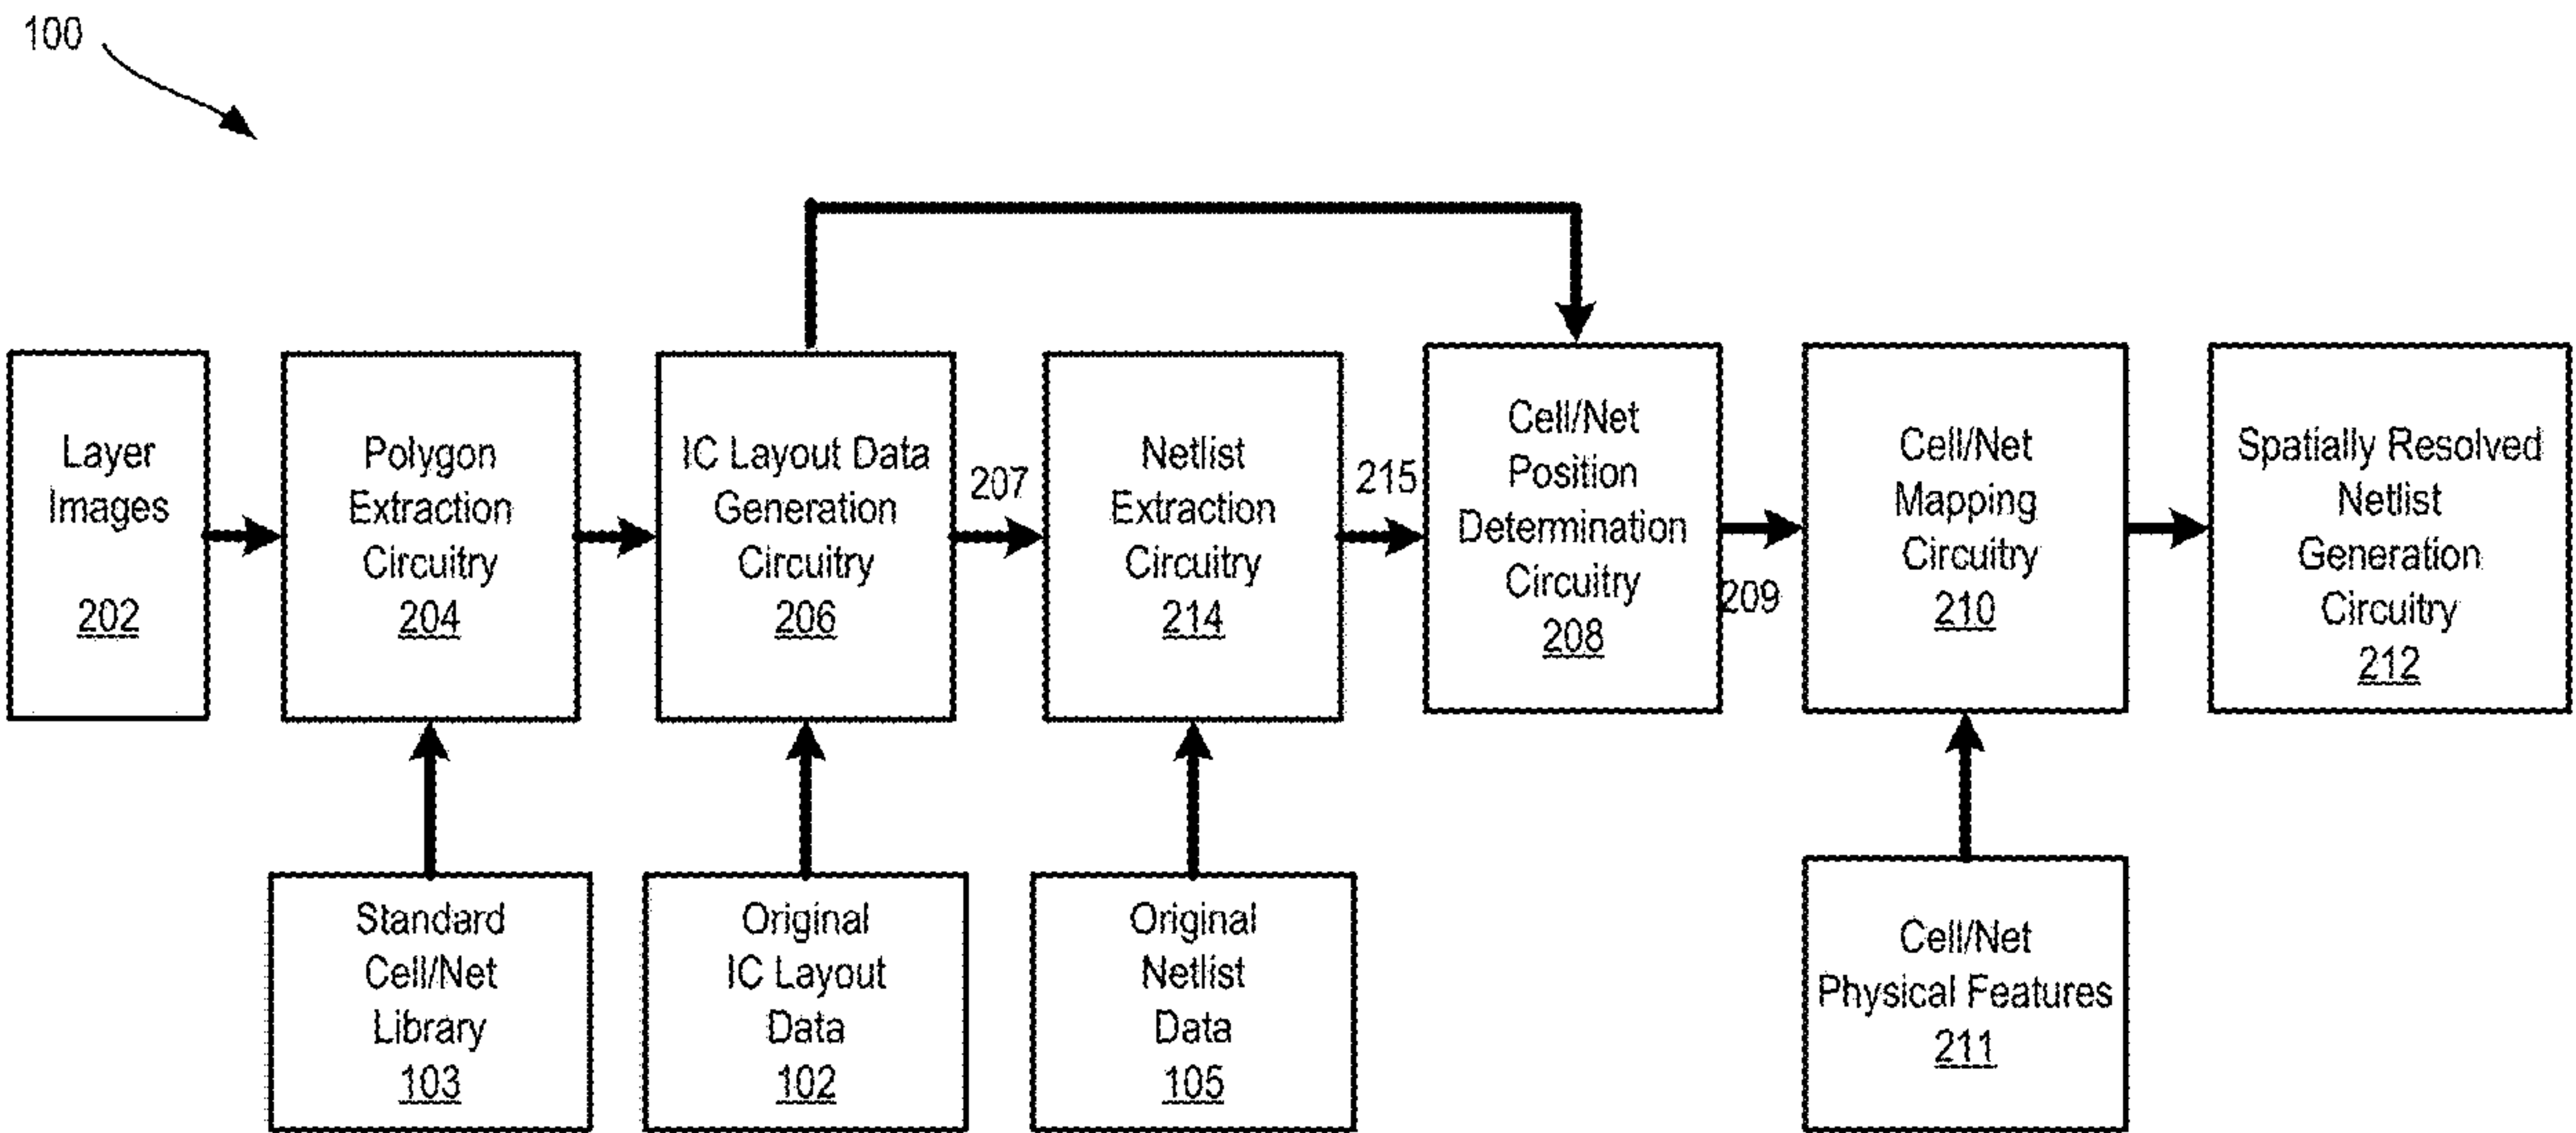 100
Layer
Images
202
Polygon
Extraction
Circuitry
204
IC Layout Data
Generation
Circuitry
206
207
Netlist
Extraction
Circuitry
214
215
Cell/Net
Position
Determination
Circuitry
208
209
Cell/Net
Mapping
Circuitry
210
Spatially Resolved
Netlist
Generation
Circuitry
212
Standard
Cell/Net
Library
103
Original
IC Layout
Data
102
Original
Netlist
Data
105
Cell/Net
Physical Features
211